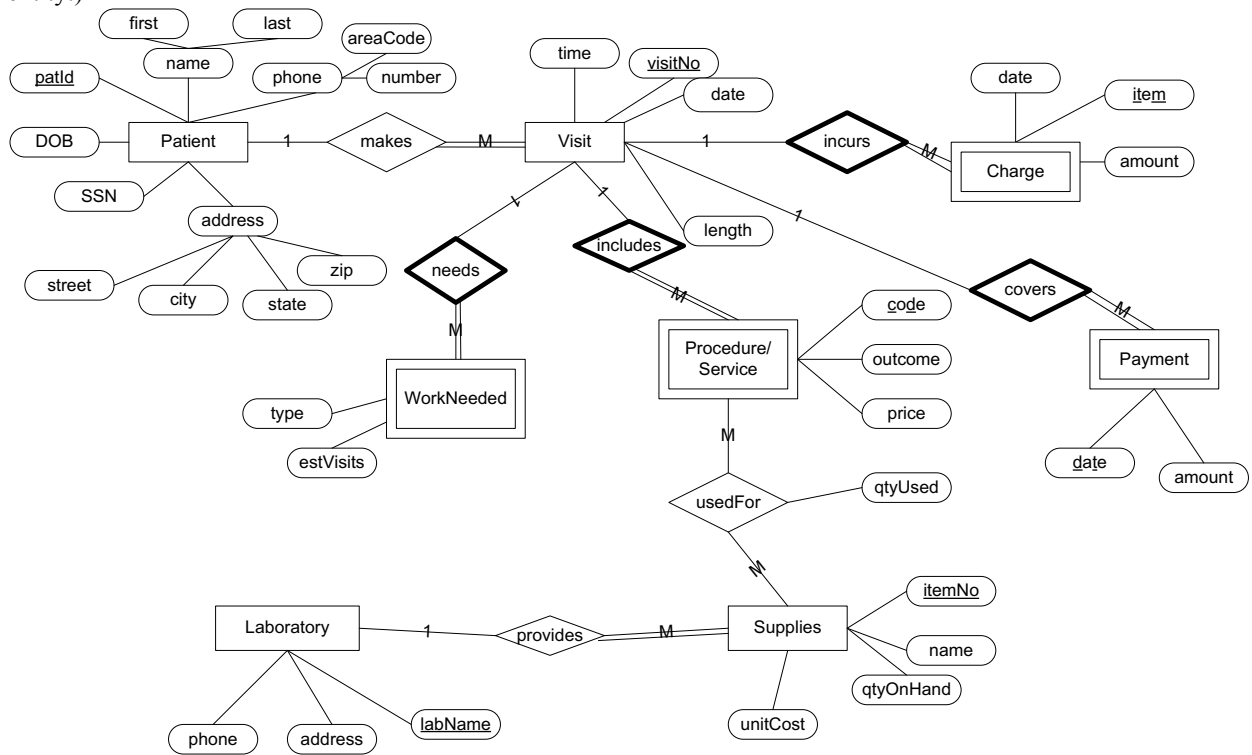 first
last
areaCode
name
time
patId
phone
number
visitNo
date
date
item
DOB
Patient
1
makes
M
Visit
1
incurs
M
Charge
amount
SSN
address
1
1
1
length
street
city
state
zip
needs
includes
covers
M
M
M
code
Procedure/
Service
outcome
Payment
WorkNeeded
type
price
estVisits
M
date
amount
usedFor
qtyUsed
M
itemNo
Laboratory
1
provides
M
Supplies
name
qtyOnHand
phone
address
labName
unitCost